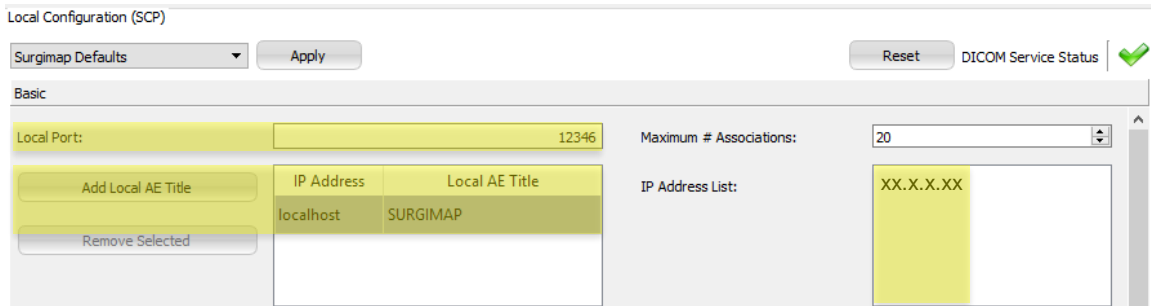 Local Configuration (SCP)
Surgimap Defaults Apply Reset DICOM Service Status
Basic
Local Port: 12346 Maximum # Associations: 20
Add Local AE Title IP Address Local AE Title IP Address List: XX.X.X.XX
localhost SURGIMAP
Remove Selected